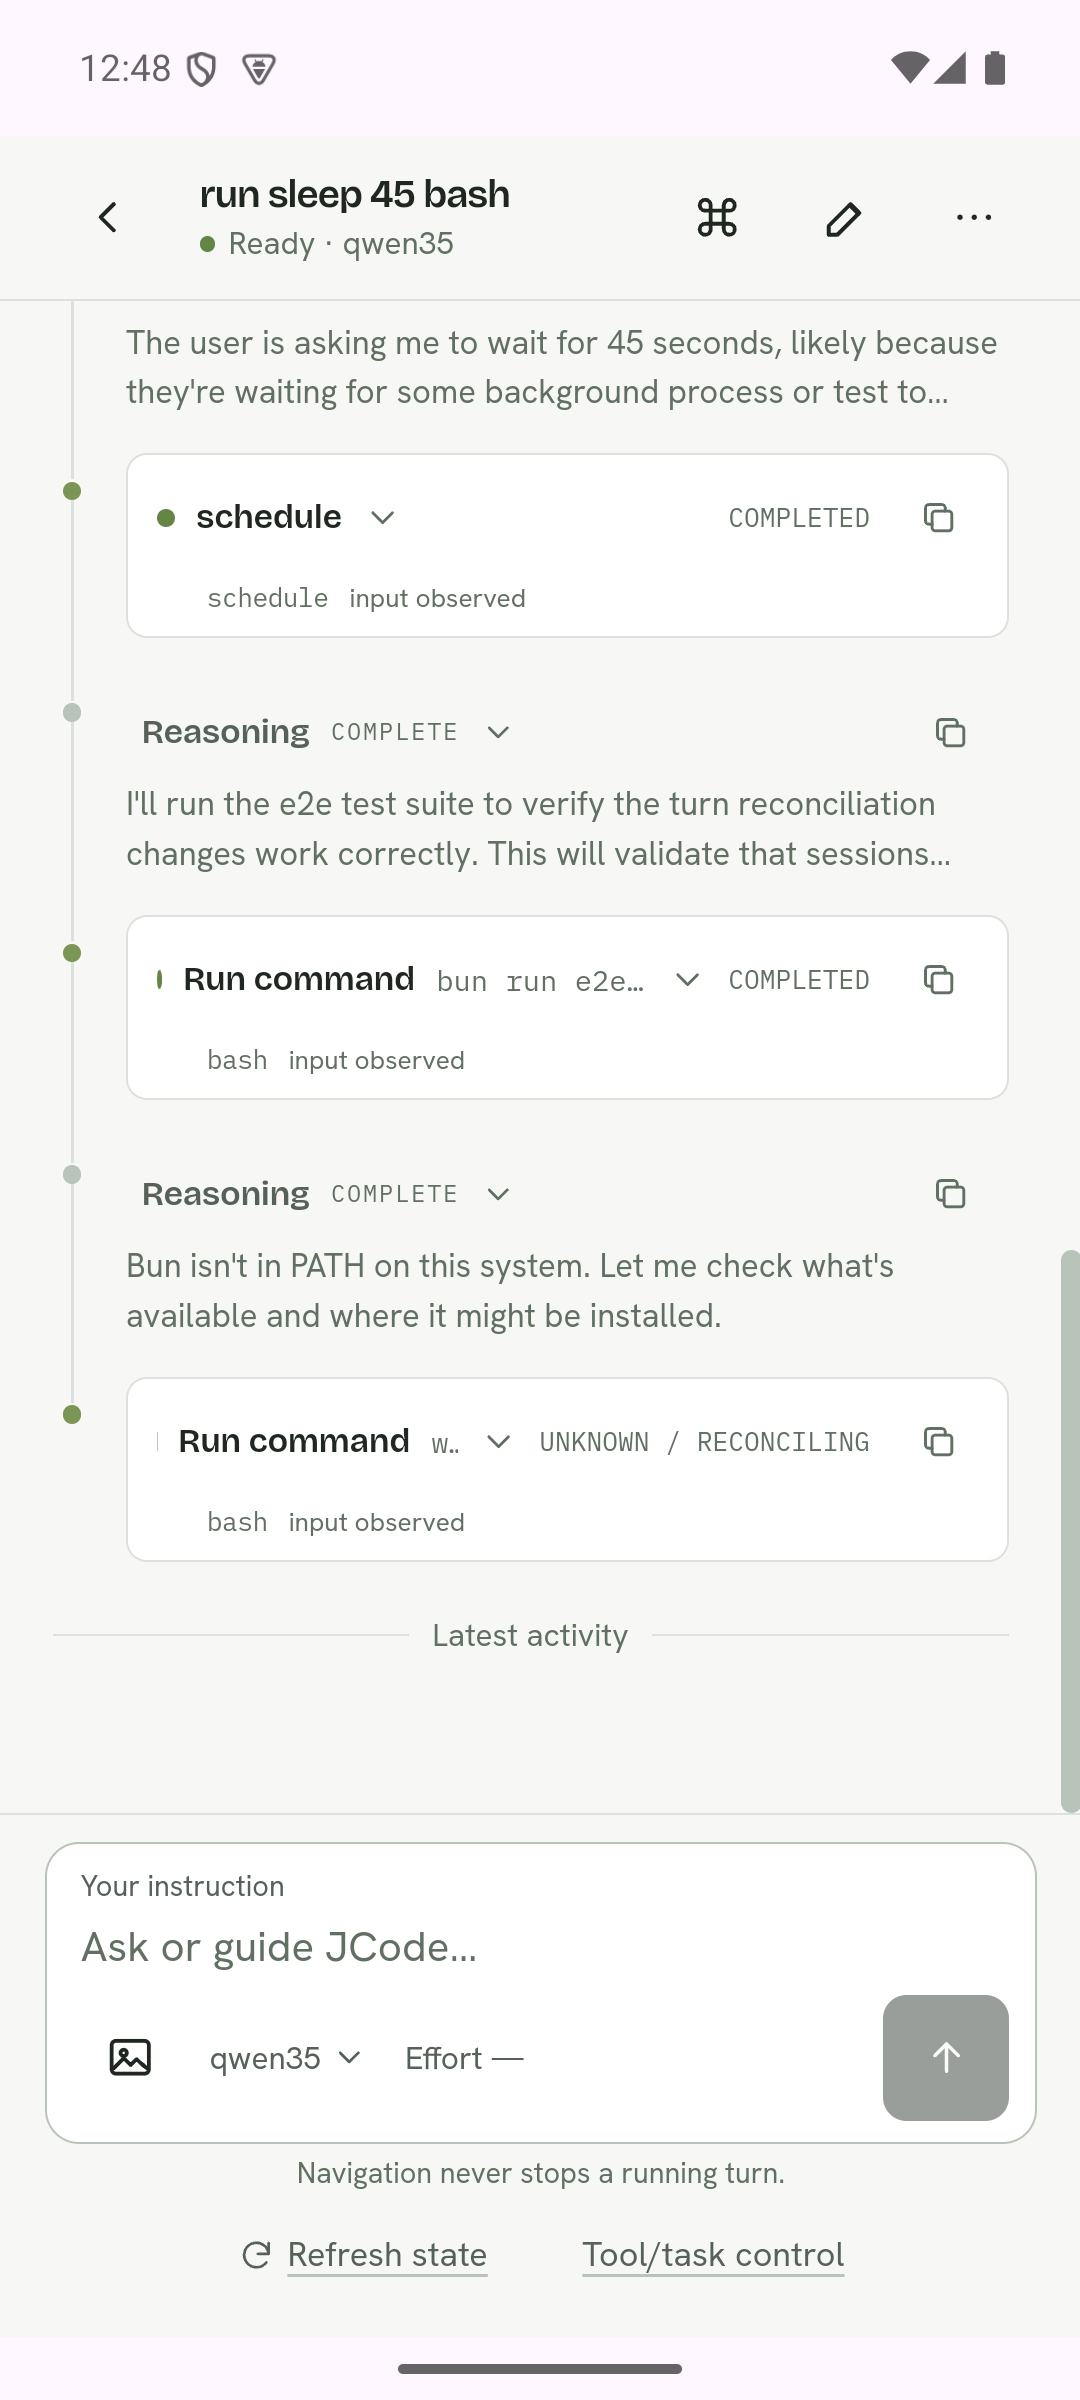 12:48
run sleep 45 bash
Ready · qwen35
The user is asking me to wait for 45 seconds, likely because
they're waiting for some background process or test to...
schedule COMPLETED
schedule input observed
Reasoning COMPLETE
I'll run the e2e test suite to verify the turn reconciliation
changes work correctly. This will validate that sessions...
Run command bun run e2e… COMPLETED
bash input observed
Reasoning COMPLETE
Bun isn't in PATH on this system. Let me check what's
available and where it might be installed.
Run command w… UNKNOWN / RECONCILING
bash input observed
Latest activity
Your instruction
Ask or guide JCode...
qwen35 Effort —
Navigation never stops a running turn.
Refresh state Tool/task control